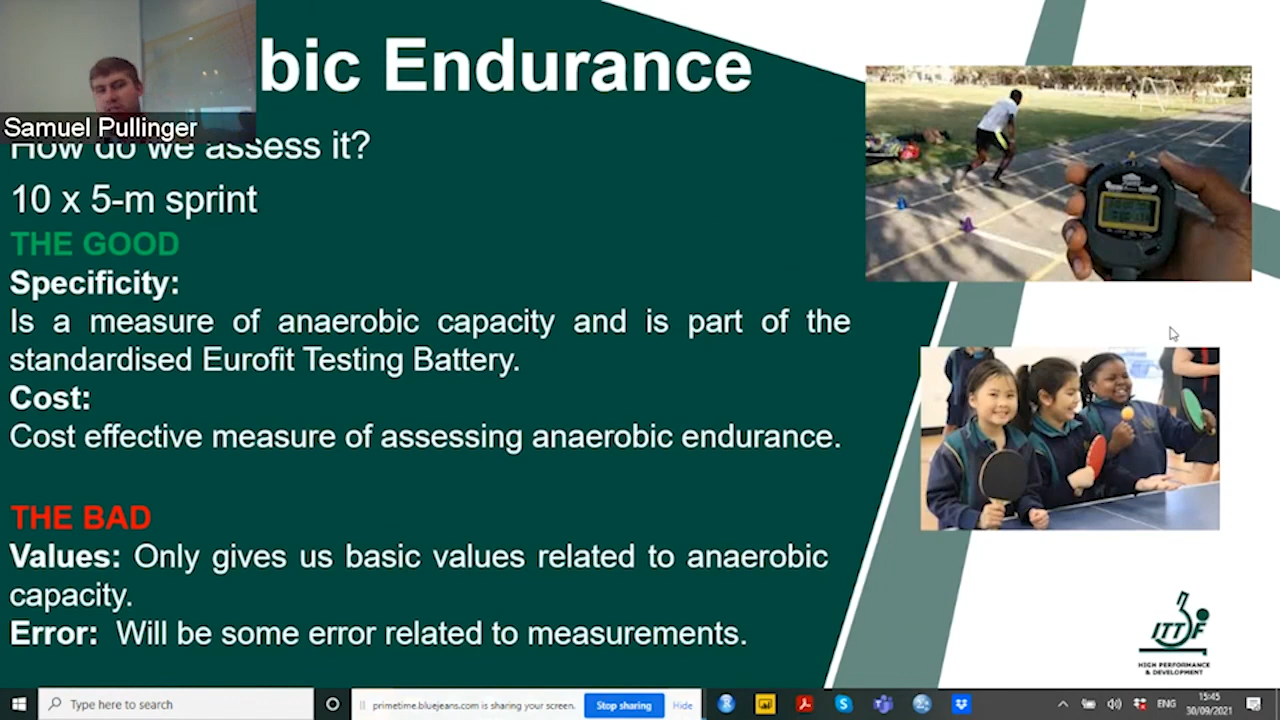 bic Endurance
Samuel Pullinger
How do we assess it?
10 x 5-m sprint
THE GOOD
Specificity:
Is a measure of anaerobic capacity and is part of the
standardised Eurofit Testing Battery.
Cost:
Cost effective measure of assessing anaerobic endurance.
THE BAD
Values: Only gives us basic values related to anaerobic
capacity.
Error: Will be some error related to measurements.
ITTF
HIGH PERFORMANCE
& DEVELOPMENT
Type here to search
primetime.bluejeans.com is sharing your screen.
Stop sharing
Hide
ENG
15:45
30/09/2021